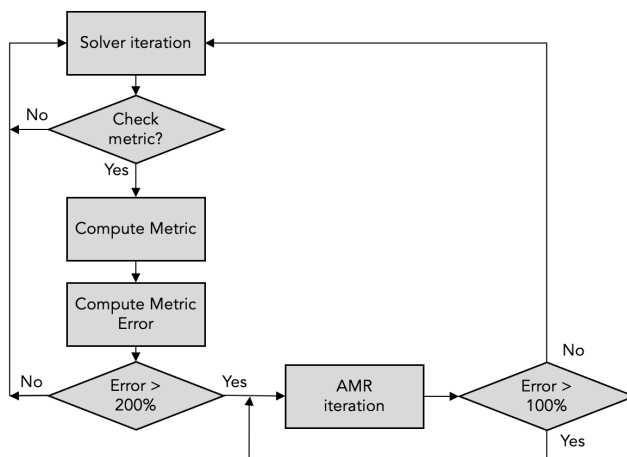 Solver iteration
No
Check
metric?
Yes
Compute Metric
Compute Metric
Error
No
Error >
200%
Yes
AMR
iteration
No
Error >
100%
Yes